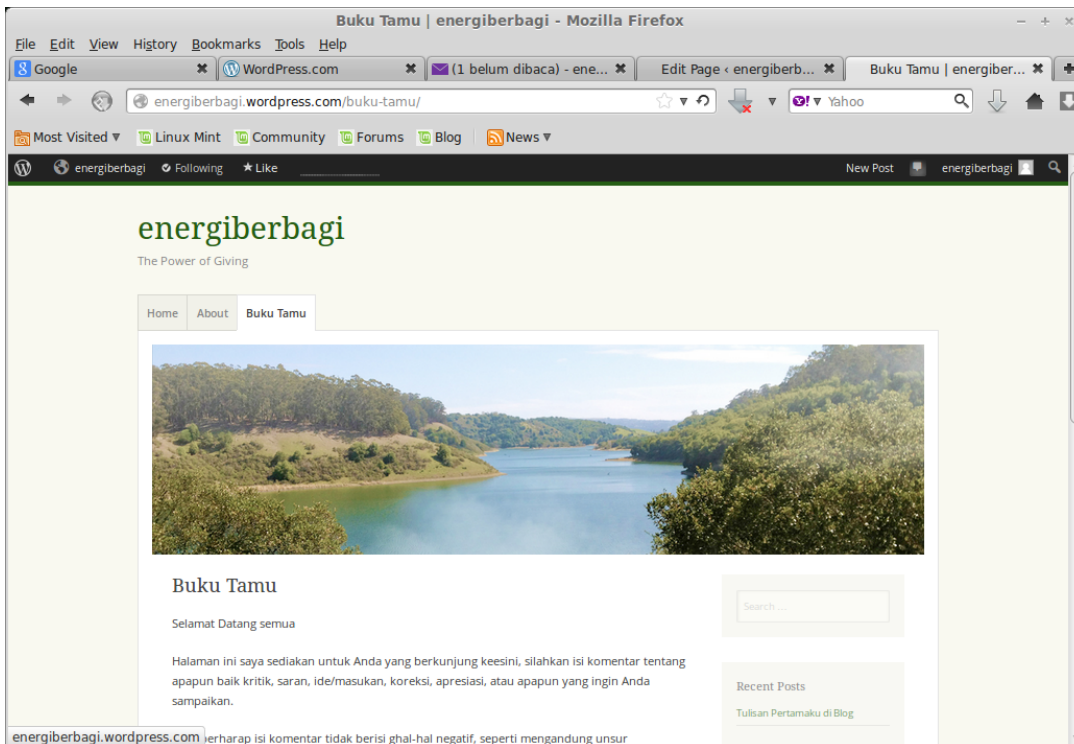 Buku Tamu | energiberbagi - Mozilla Firefox
File Edit View History Bookmarks Tools Help
Google WordPress.com (1 belum dibaca) - ene... Edit Page ‹ energiberb... Buku Tamu | energiber...
energiberbagi.wordpress.com/buku-tamu/ Yahoo
Most Visited Linux Mint Community Forums Blog News
energiberbagi Following Like New Post energiberbagi
energiberbagi
The Power of Giving
Home About Buku Tamu
Buku Tamu
Search ...
Selamat Datang semua
Halaman ini saya sediakan untuk Anda yang berkunjung keesini, silahkan isi komentar tentang
apapun baik kritik, saran, ide/masukan, koreksi, apresiasi, atau apapun yang ingin Anda
sampaikan.
Recent Posts
Tulisan Pertamaku di Blog
energiberbagi.wordpress.com berharap isi komentar tidak berisi ghal-hal negatif, seperti mengandung unsur